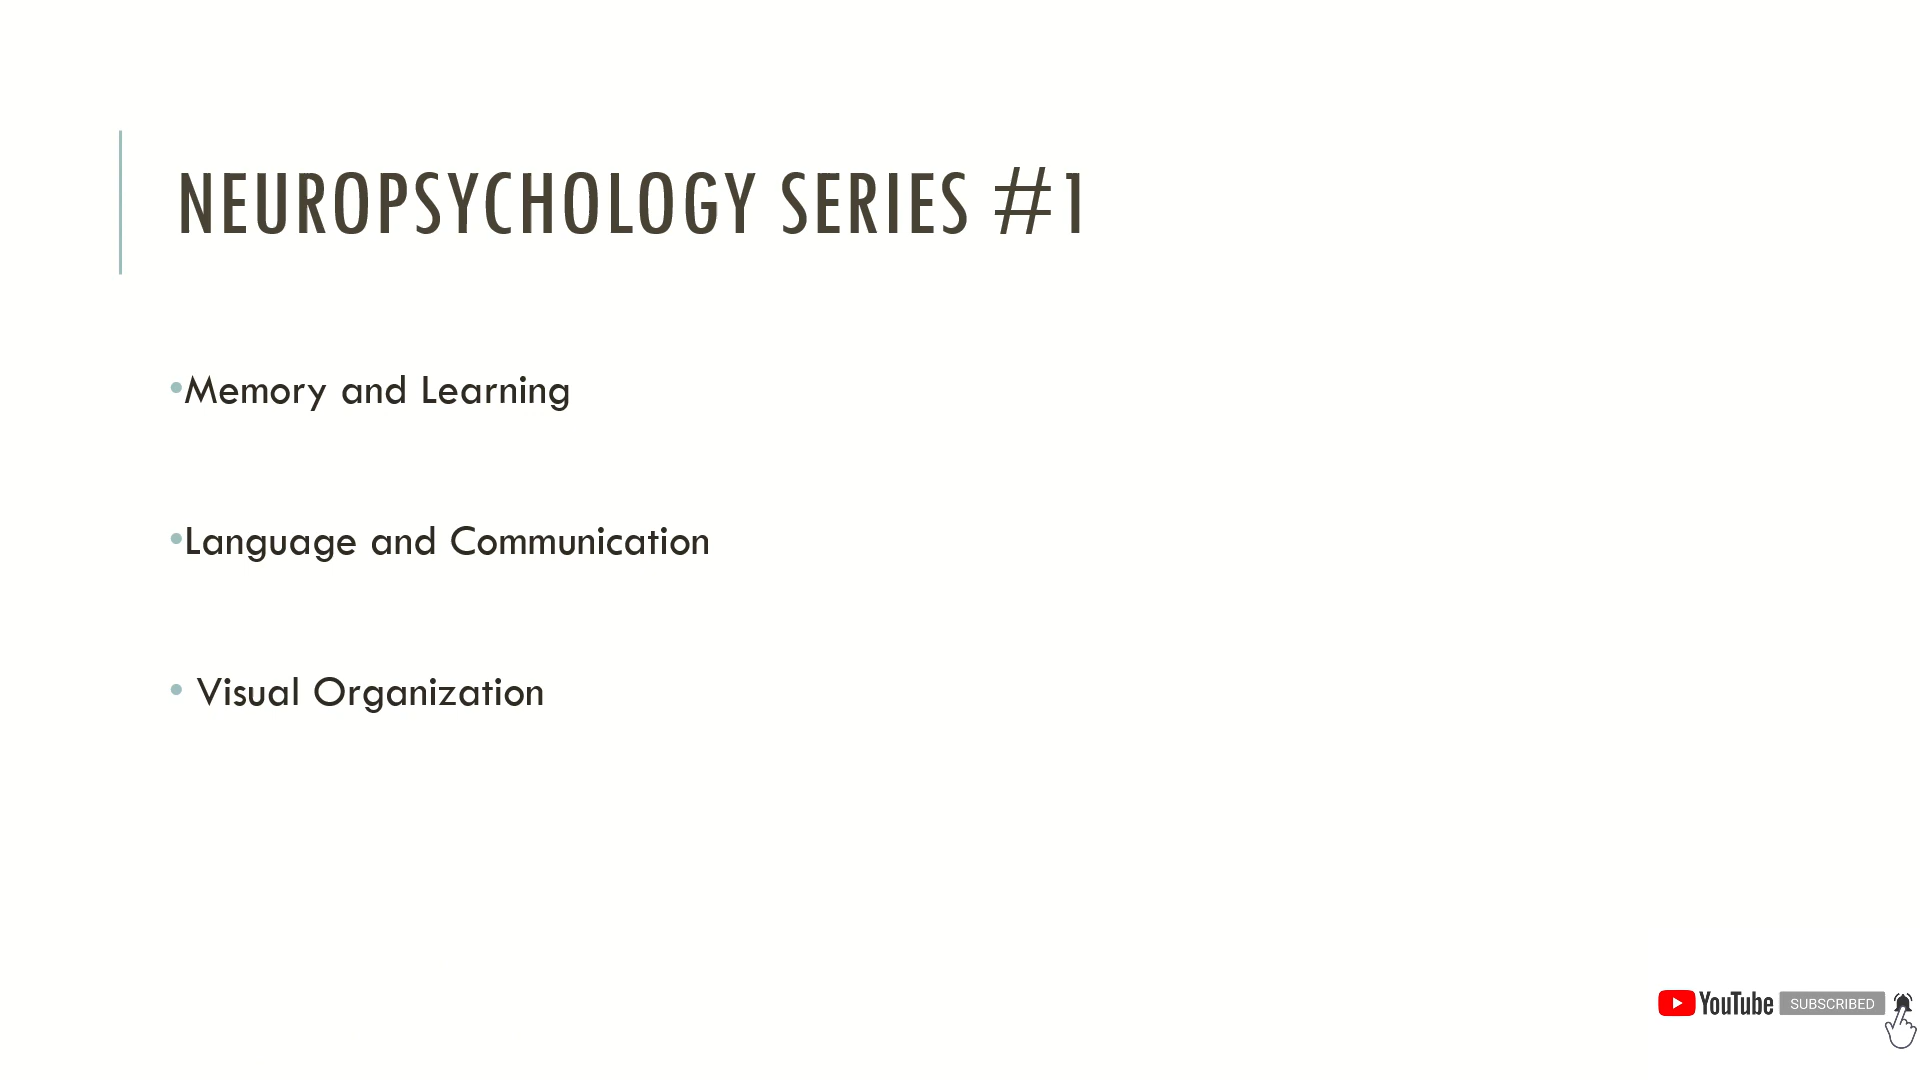 NEUROPSYCHOLOGY SERIES #1
•Memory and Learning
•Language and Communication
• Visual Organization
YouTube SUBSCRIBED